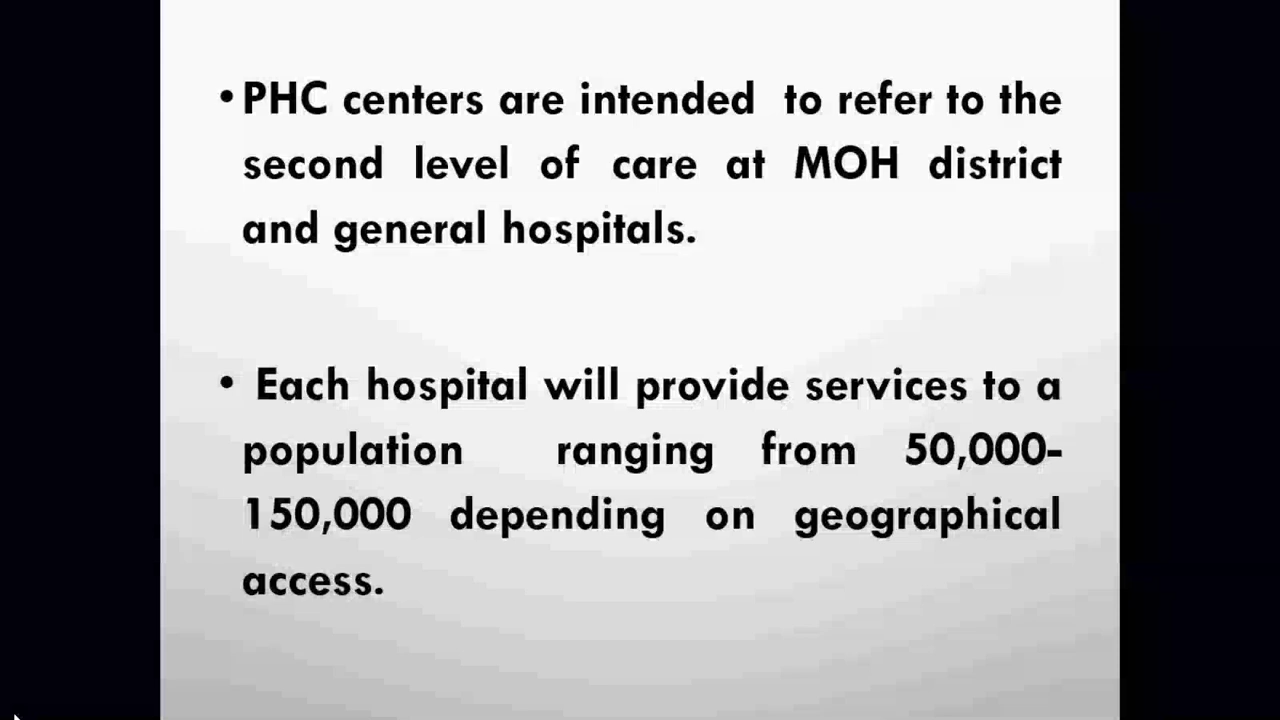 •PHC centers are intended to refer to the
second level of care at MOH district
and general hospitals.
• Each hospital will provide services to a
population ranging from 50,000-
150,000 depending on geographical
access.